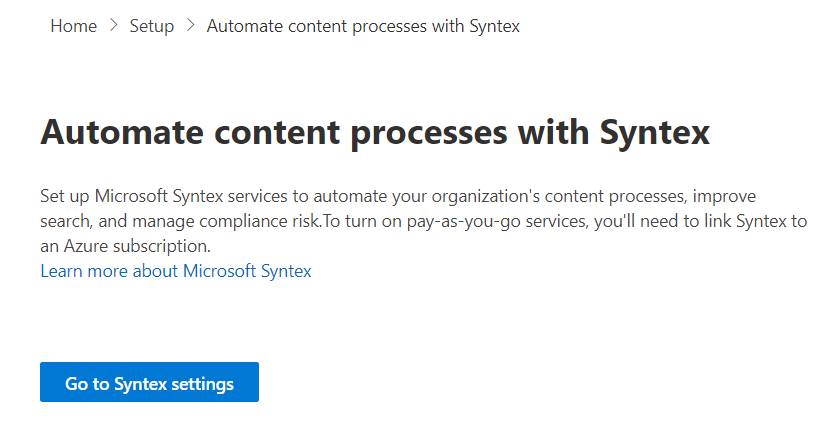 Home > Setup > Automate content processes with Syntex
Automate content processes with Syntex
Set up Microsoft Syntex services to automate your organization's content processes, improve
search, and manage compliance risk.To turn on pay-as-you-go services, you'll need to link Syntex to
an Azure subscription.
Learn more about Microsoft Syntex
Go to Syntex settings